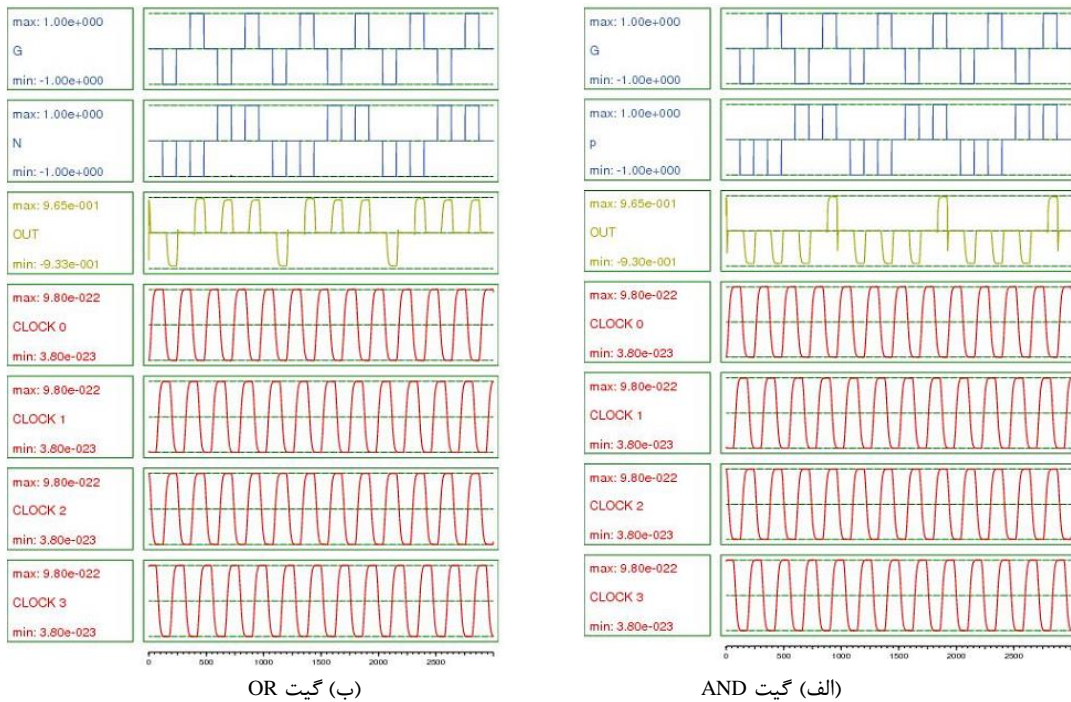 max: 1.00e+000
G
min: -1.00e+000
max: 1.00e+000
N
min: -1.00e+000
max: 9.65e-001
OUT
min: -9.33e-001
max: 9.80e-022
CLOCK 0
min: 3.80e-023
max: 9.80e-022
CLOCK 1
min: 3.80e-023
max: 9.80e-022
CLOCK 2
min: 3.80e-023
max: 9.80e-022
CLOCK 3
min: 3.80e-023
0 500 1000 1500 2000 2500
(ب) گیت OR
max: 1.00e+000
G
min: -1.00e+000
max: 1.00e+000
p
min: -1.00e+000
max: 9.65e-001
OUT
min: -9.30e-001
max: 9.80e-022
CLOCK 0
min: 3.80e-023
max: 9.80e-022
CLOCK 1
min: 3.80e-023
max: 9.80e-022
CLOCK 2
min: 3.80e-023
max: 9.80e-022
CLOCK 3
min: 3.80e-023
0 500 1000 1500 2000 2500
(الف) گیت AND